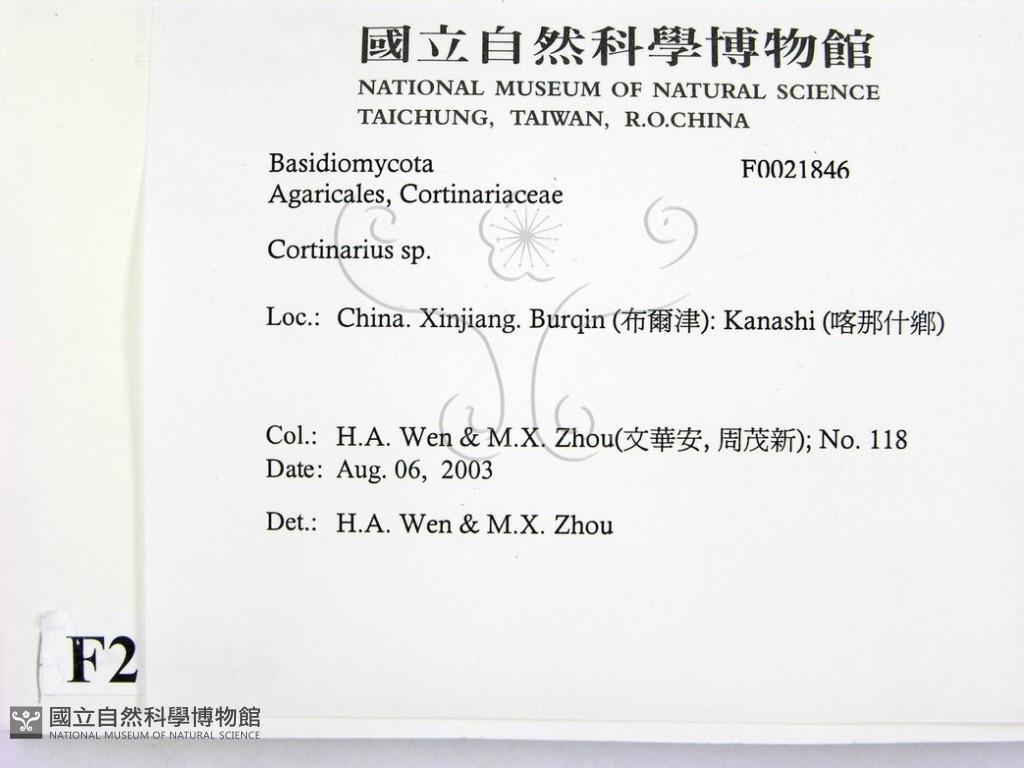 國立自然科學博物館
NATIONAL MUSEUM OF NATURAL SCIENCE
TAICHUNG, TAIWAN, R.O.CHINA
Basidiomycota F0021846
Agaricales, Cortinariaceae
Cortinarius sp.
Loc.: China. Xinjiang. Burqin (布爾津): Kanashi (喀那什鄉)
Col.: H.A. Wen & M.X. Zhou(文華安, 周茂新); No. 118
Date: Aug. 06, 2003
Det.: H.A. Wen & M.X. Zhou
F2
國立自然科學博物館
NATIONAL MUSEUM OF NATURAL SCIENCE